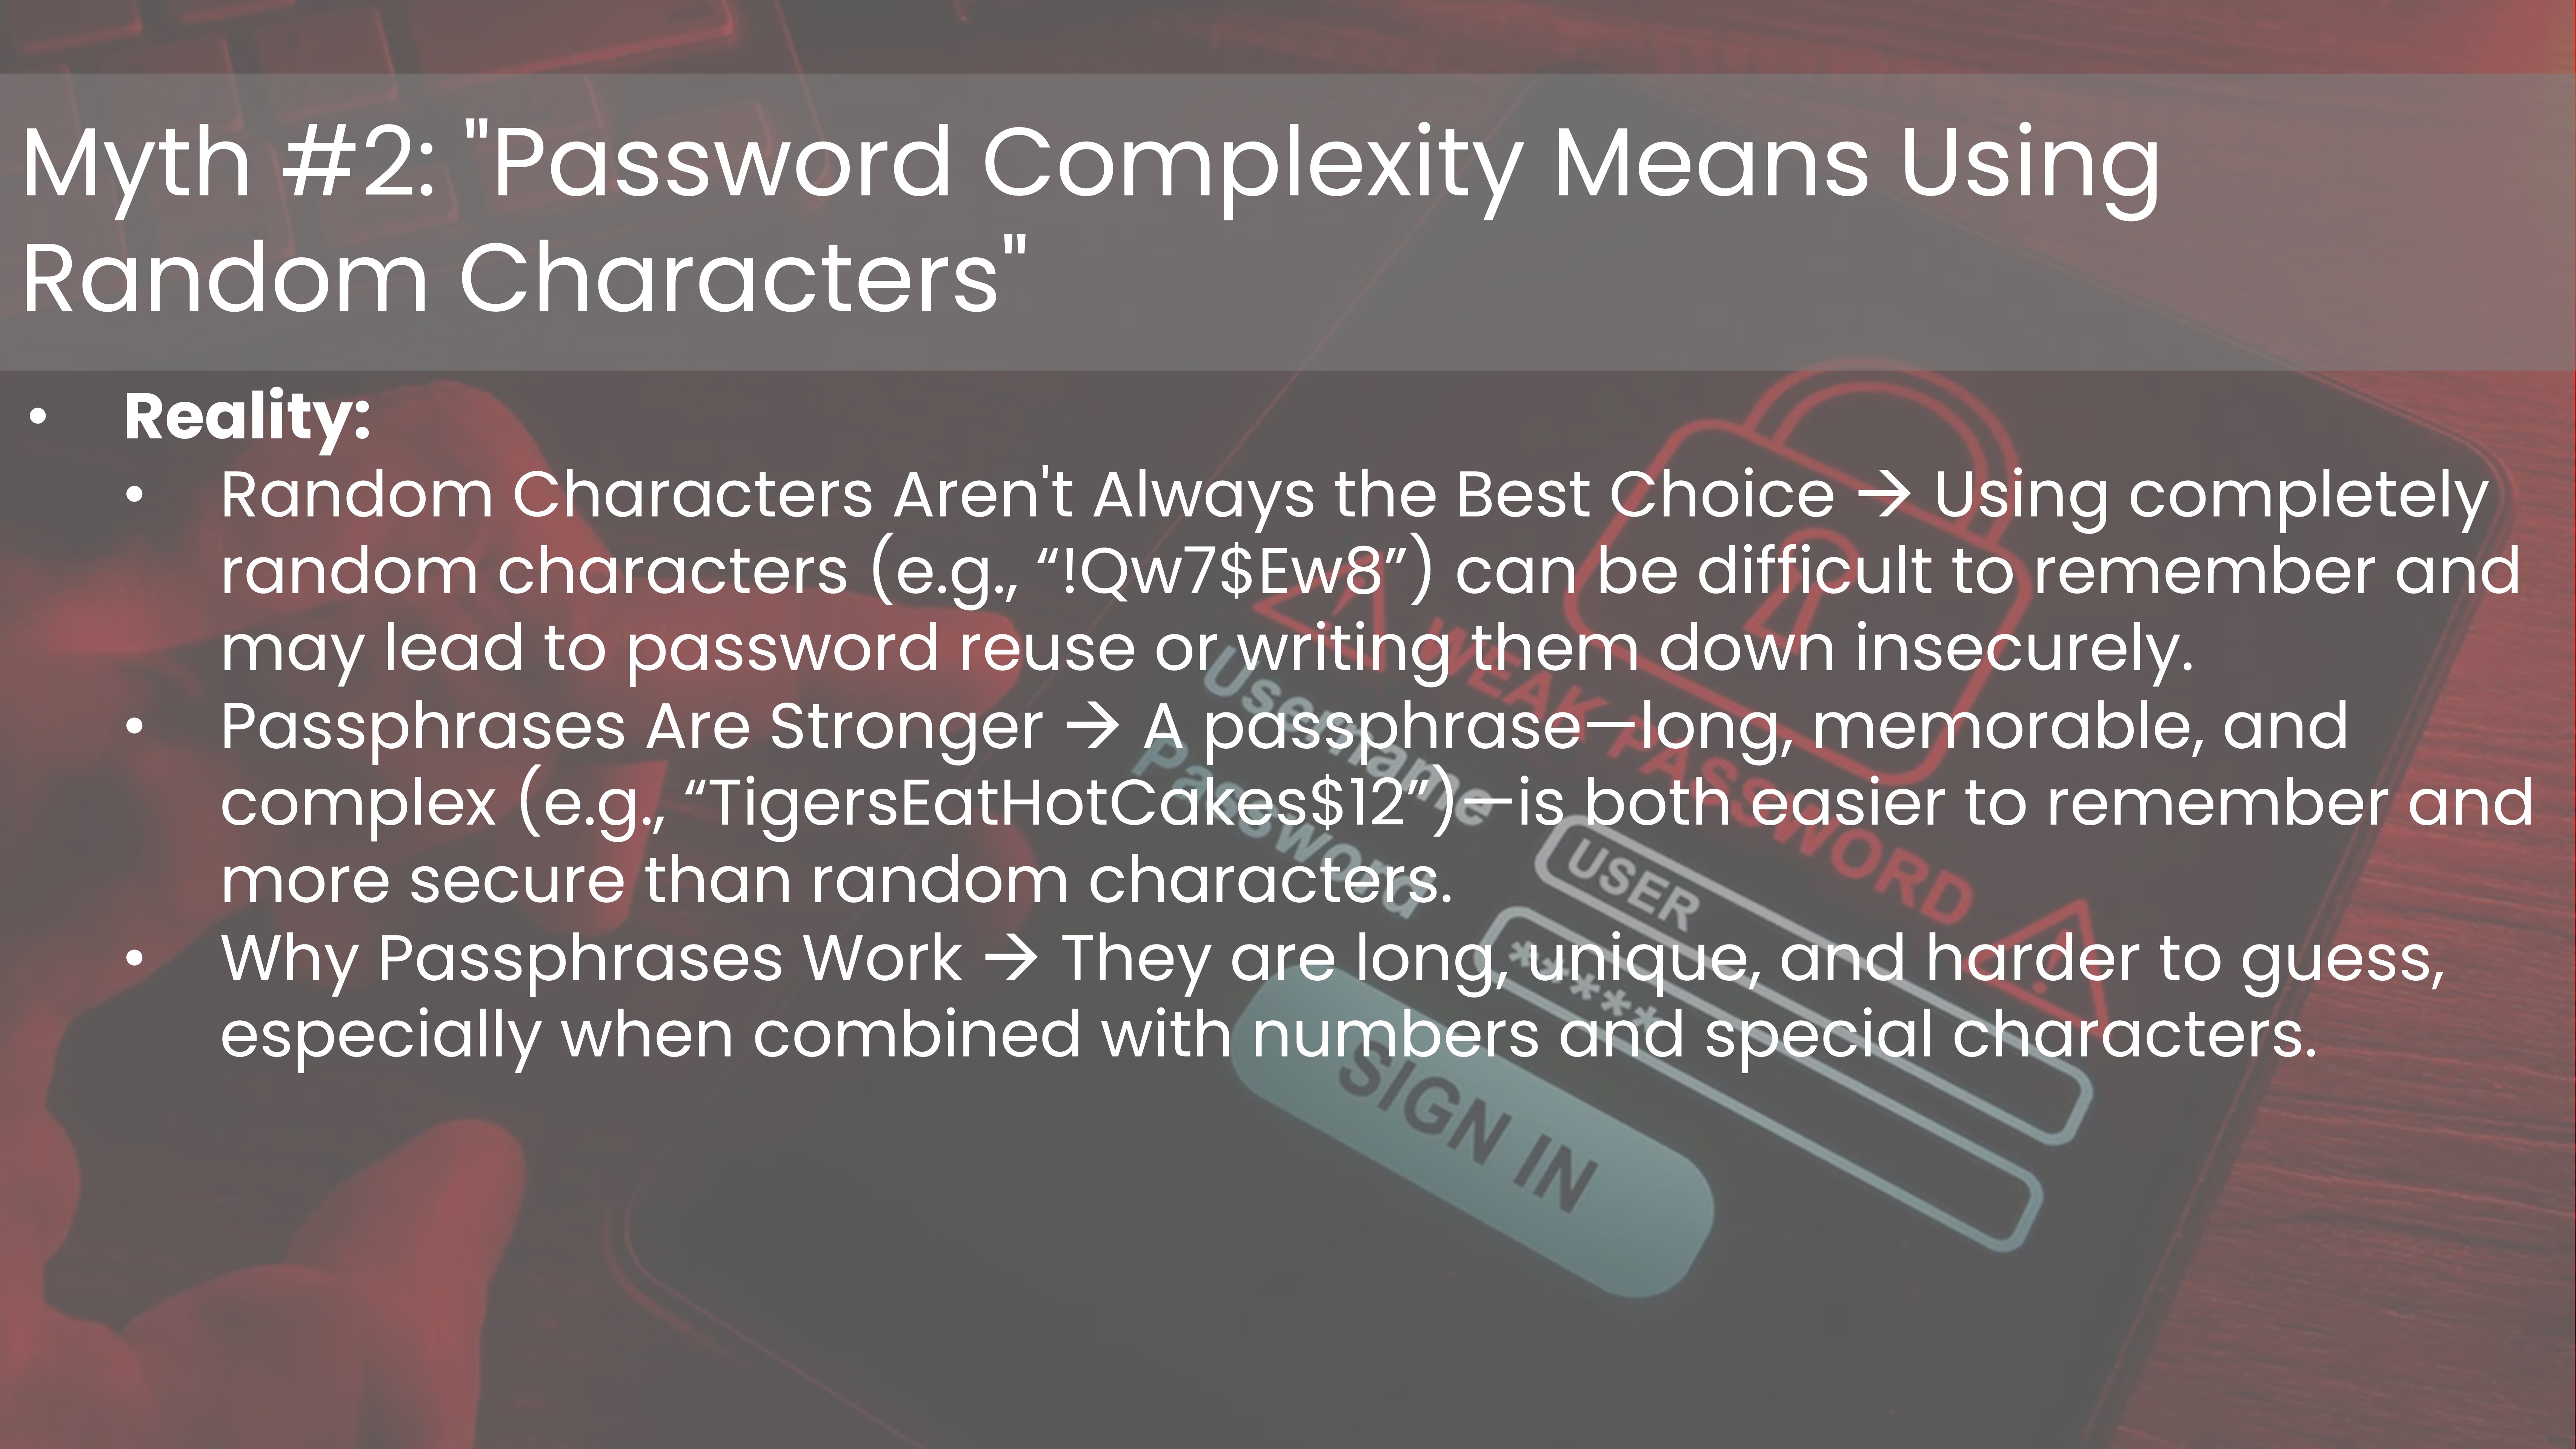 Myth #2: "Password Complexity Means Using
Random Characters"
• Reality:
• Random Characters Aren't Always the Best Choice → Using completely
random characters (e.g., “!Qw7$Ew8”) can be difficult to remember and
may lead to password reuse or writing them down insecurely.
• Passphrases Are Stronger → A passphrase—long, memorable, and
complex (e.g., “TigersEatHotCakes$12”)—is both easier to remember and
more secure than random characters.
• Why Passphrases Work → They are long, unique, and harder to guess,
especially when combined with numbers and special characters.
WEAK PASSWORD
Username
USER
Password
*****
SIGN IN